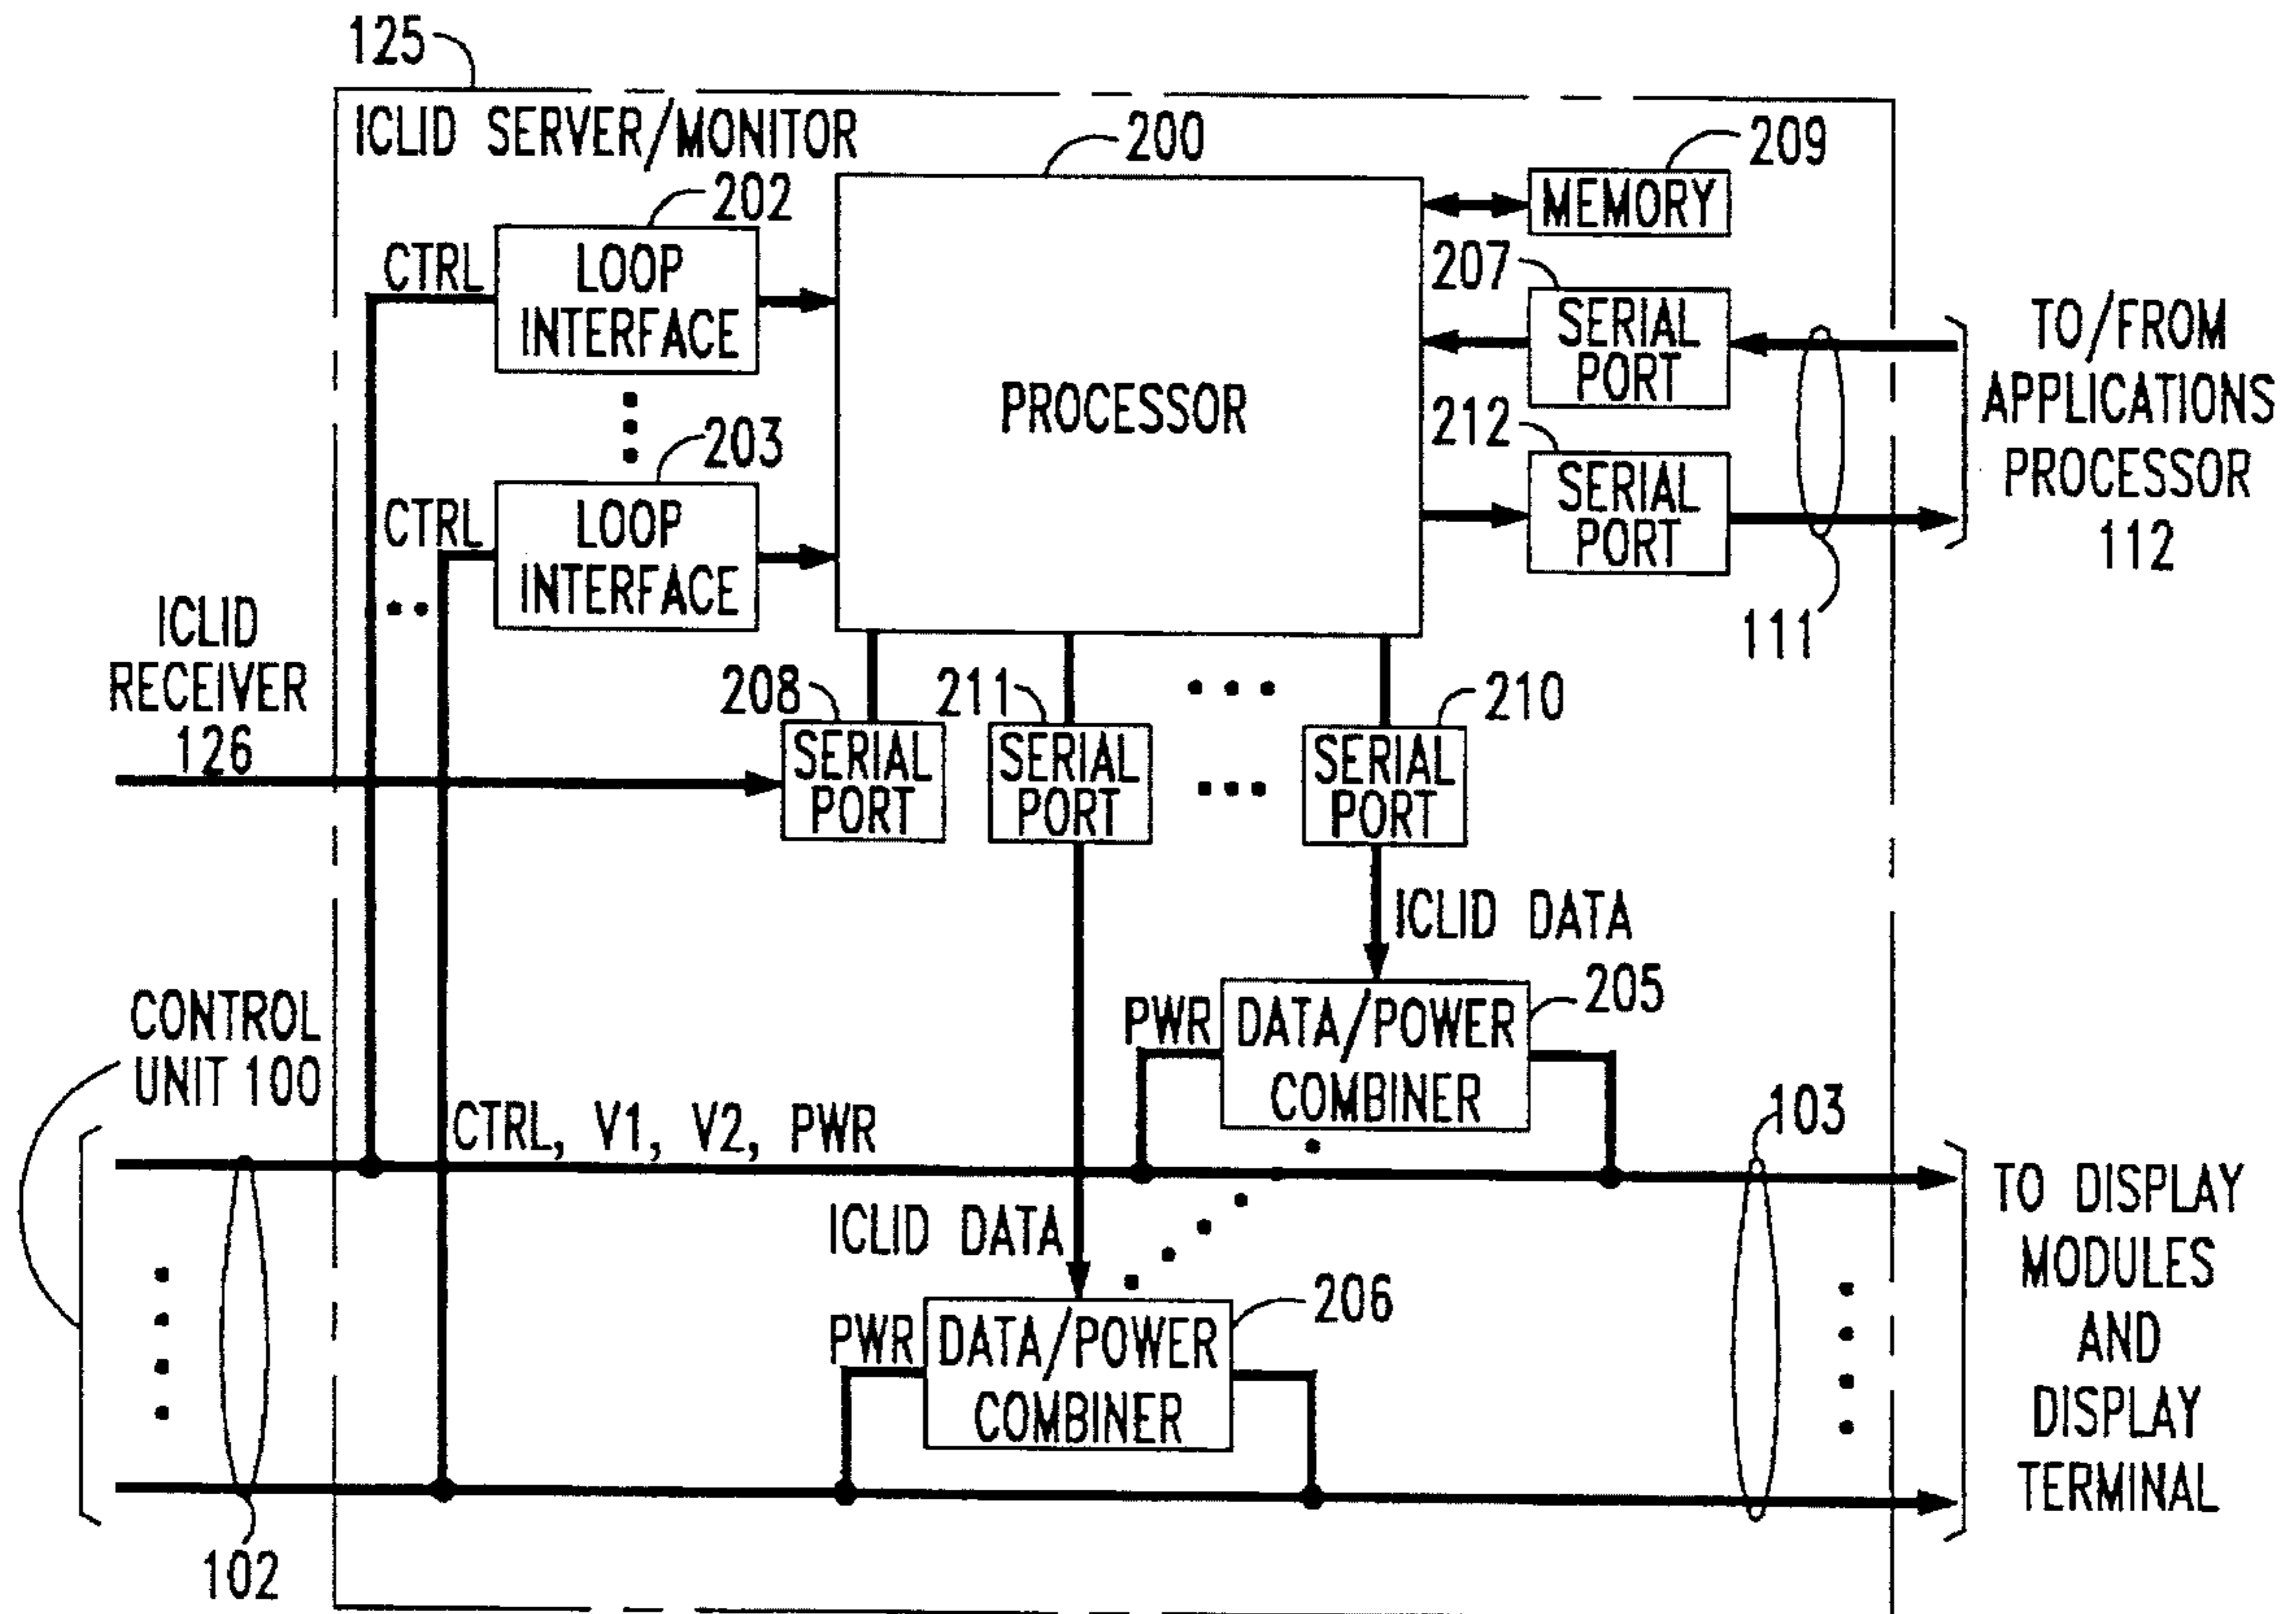 125
ICLID SERVER/MONITOR
200
209
MEMORY
202
CTRL
LOOP
INTERFACE
207
SERIAL
PORT
TO/FROM
APPLICATIONS
PROCESSOR
112
PROCESSOR
203
CTRL
LOOP
INTERFACE
212
SERIAL
PORT
111
ICLID
RECEIVER
126
208
SERIAL
PORT
211
SERIAL
PORT
210
SERIAL
PORT
ICLID DATA
CONTROL
UNIT 100
PWR
DATA/POWER
COMBINER
205
103
CTRL, V1, V2, PWR
ICLID DATA
TO DISPLAY
MODULES
AND
DISPLAY
TERMINAL
PWR
DATA/POWER
COMBINER
206
102